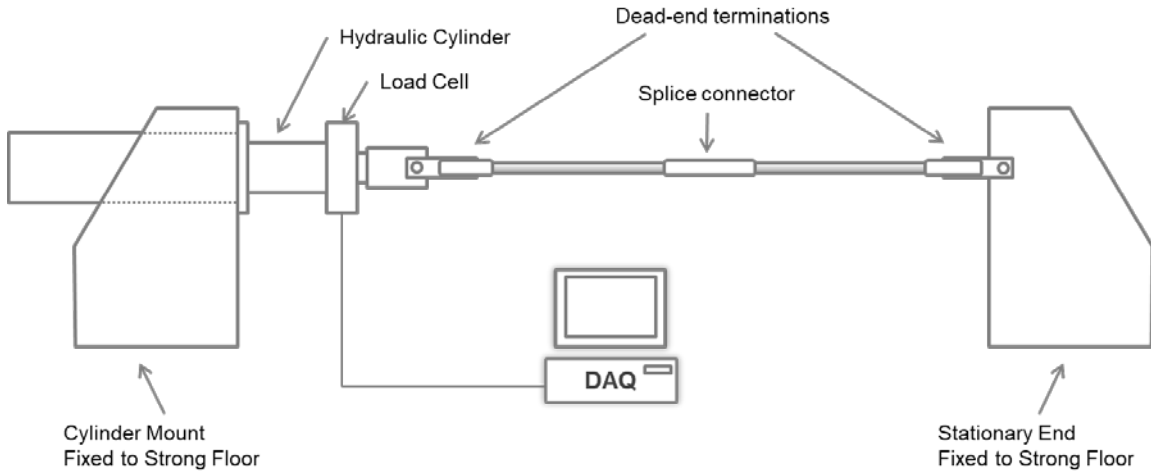 Dead-end terminations
Hydraulic Cylinder
Load Cell
Splice connector
DAQ
Cylinder Mount
Fixed to Strong Floor
Stationary End
Fixed to Strong Floor